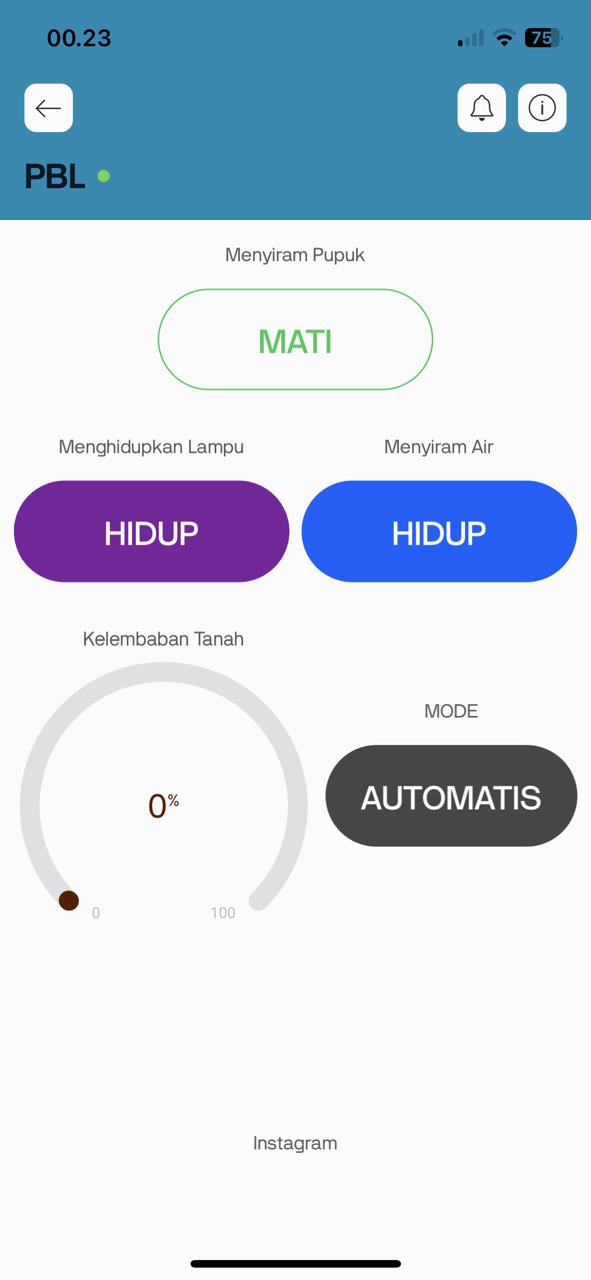 00.23
75
PBL
Menyiram Pupuk
MATI
Menghidupkan Lampu
Menyiram Air
HIDUP
HIDUP
Kelembaban Tanah
MODE
0%
AUTOMATIS
0
100
Instagram